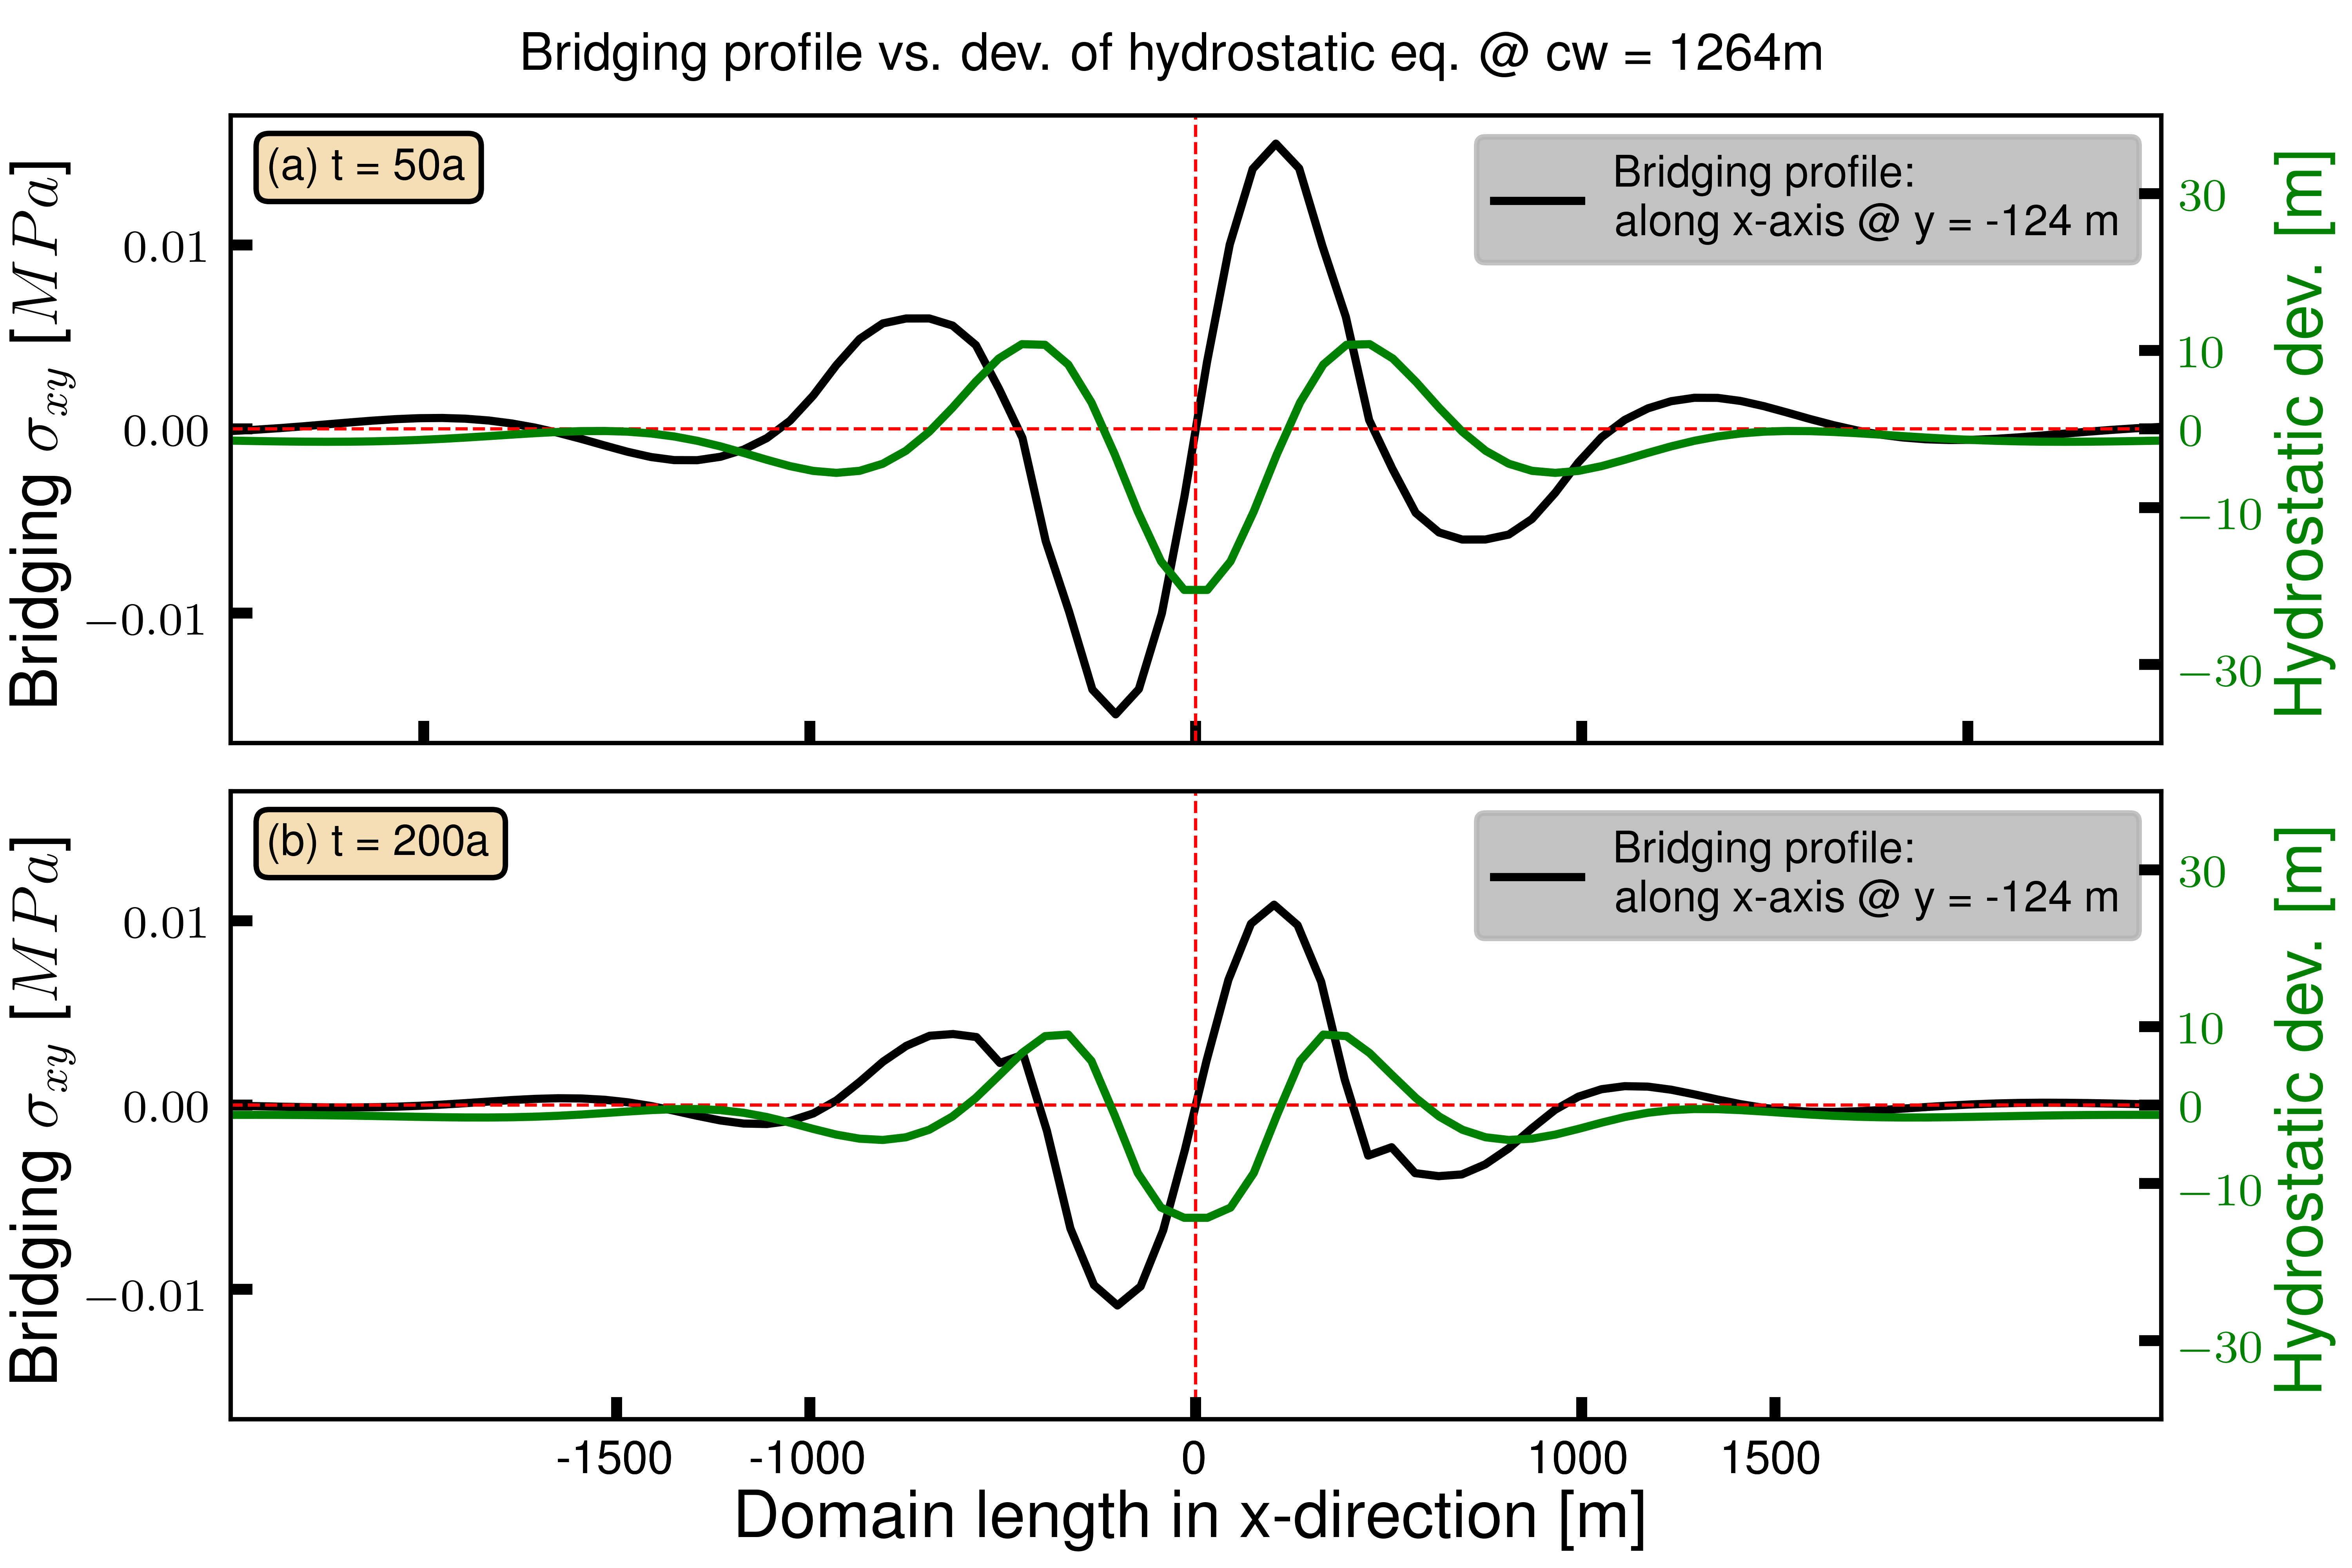 Bridging profile vs. dev. of hydrostatic eq. @ cw = 1264m
(a) t = 50a
Bridging profile:
along x-axis @ y = -124 m
Bridging σxy [MPa]
0.01
0.00
−0.01
30
10
0
−10
−30
Hydrostatic dev. [m]
(b) t = 200a
Bridging profile:
along x-axis @ y = -124 m
Bridging σxy [MPa]
0.01
0.00
−0.01
30
10
0
−10
−30
Hydrostatic dev. [m]
-1500 -1000 0 1000 1500
Domain length in x-direction [m]